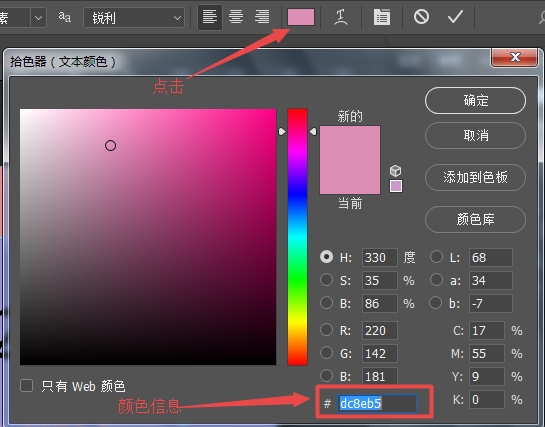 素
aa 锐利
拾色器（文本颜色）
点击
新的
当前
确定
取消
添加到色板
颜色库
H: 330 度
S: 35 %
B: 86 %
R: 220
G: 142
B: 181
L: 68
a: 34
b: -7
C: 17 %
M: 55 %
Y: 9 %
K: 0 %
只有 Web 颜色
颜色信息
# dc8eb5